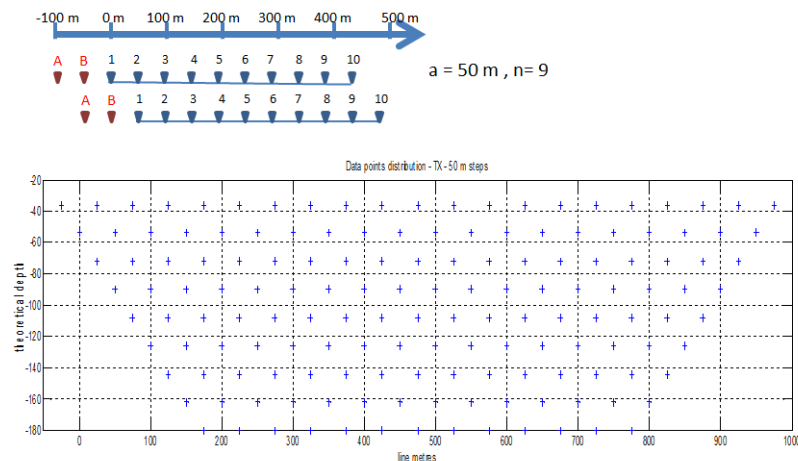 -100 m 0 m 100 m 200 m 300 m 400 m 500 m
A B 1 2 3 4 5 6 7 8 9 10
a = 50 m , n= 9
A B 1 2 3 4 5 6 7 8 9 10
Data points distribution - TX - 50 m steps
-20
-40
-60
-80
-100
-120
-140
-160
-180
theoretical depth
0 100 200 300 400 500 600 700 800 900 1000
line metres